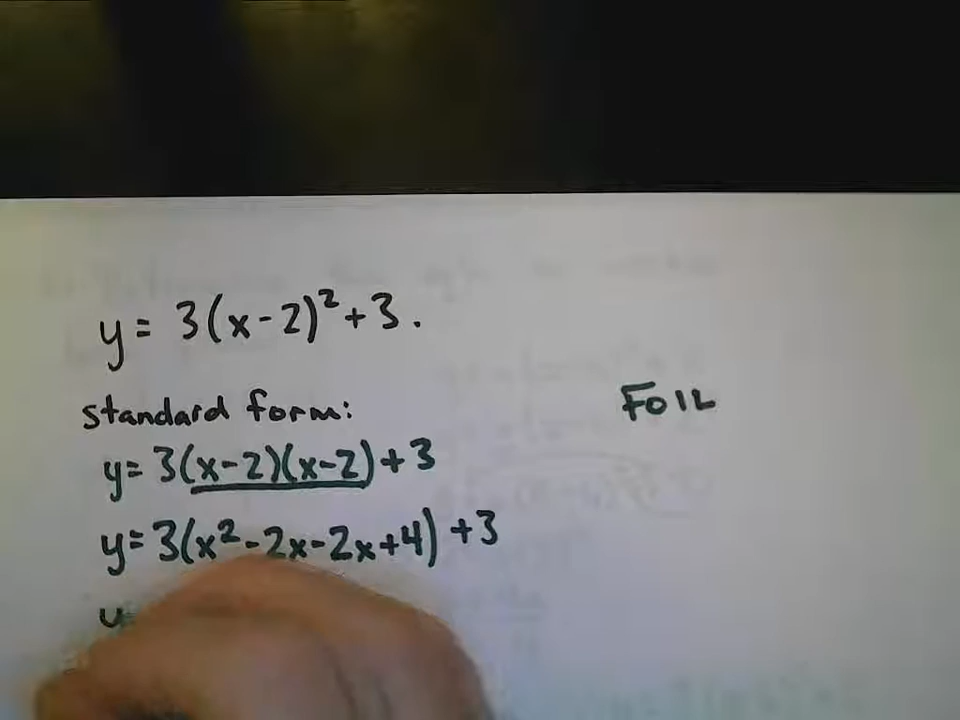 y = 3(x-2)²+3.
standard form:
FOIL
y = 3(x-2)(x-2)+3
y = 3(x²-2x-2x+4)+3
y